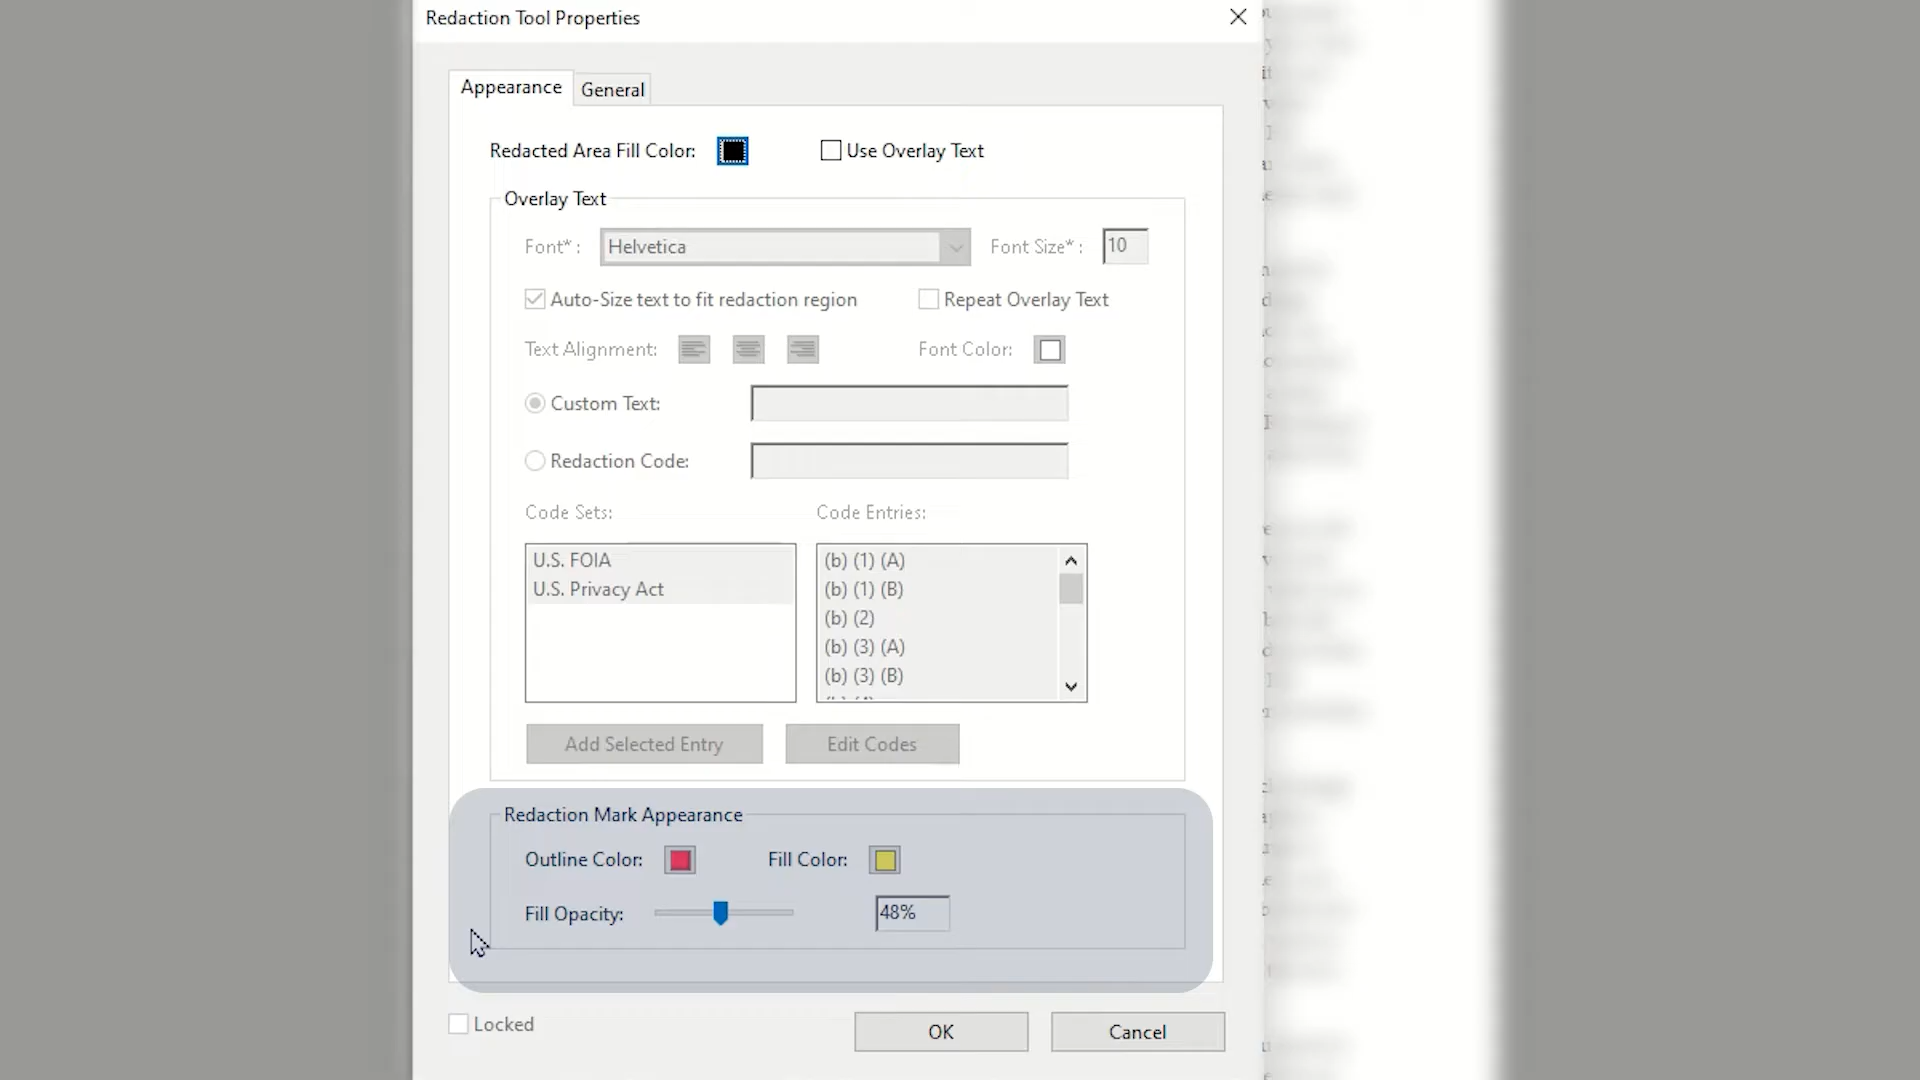 Redaction Tool Properties
Appearance
General
Redacted Area Fill Color:
Use Overlay Text
Overlay Text
Font* :
Helvetica
Font Size* :
10
Auto-Size text to fit redaction region
Repeat Overlay Text
Text Alignment:
Font Color:
Custom Text:
Redaction Code:
Code Sets:
Code Entries:
U.S. FOIA
U.S. Privacy Act
(b) (1) (A)
(b) (1) (B)
(b) (2)
(b) (3) (A)
(b) (3) (B)
Add Selected Entry
Edit Codes
Redaction Mark Appearance
Outline Color:
Fill Color:
Fill Opacity:
48%
Locked
OK
Cancel